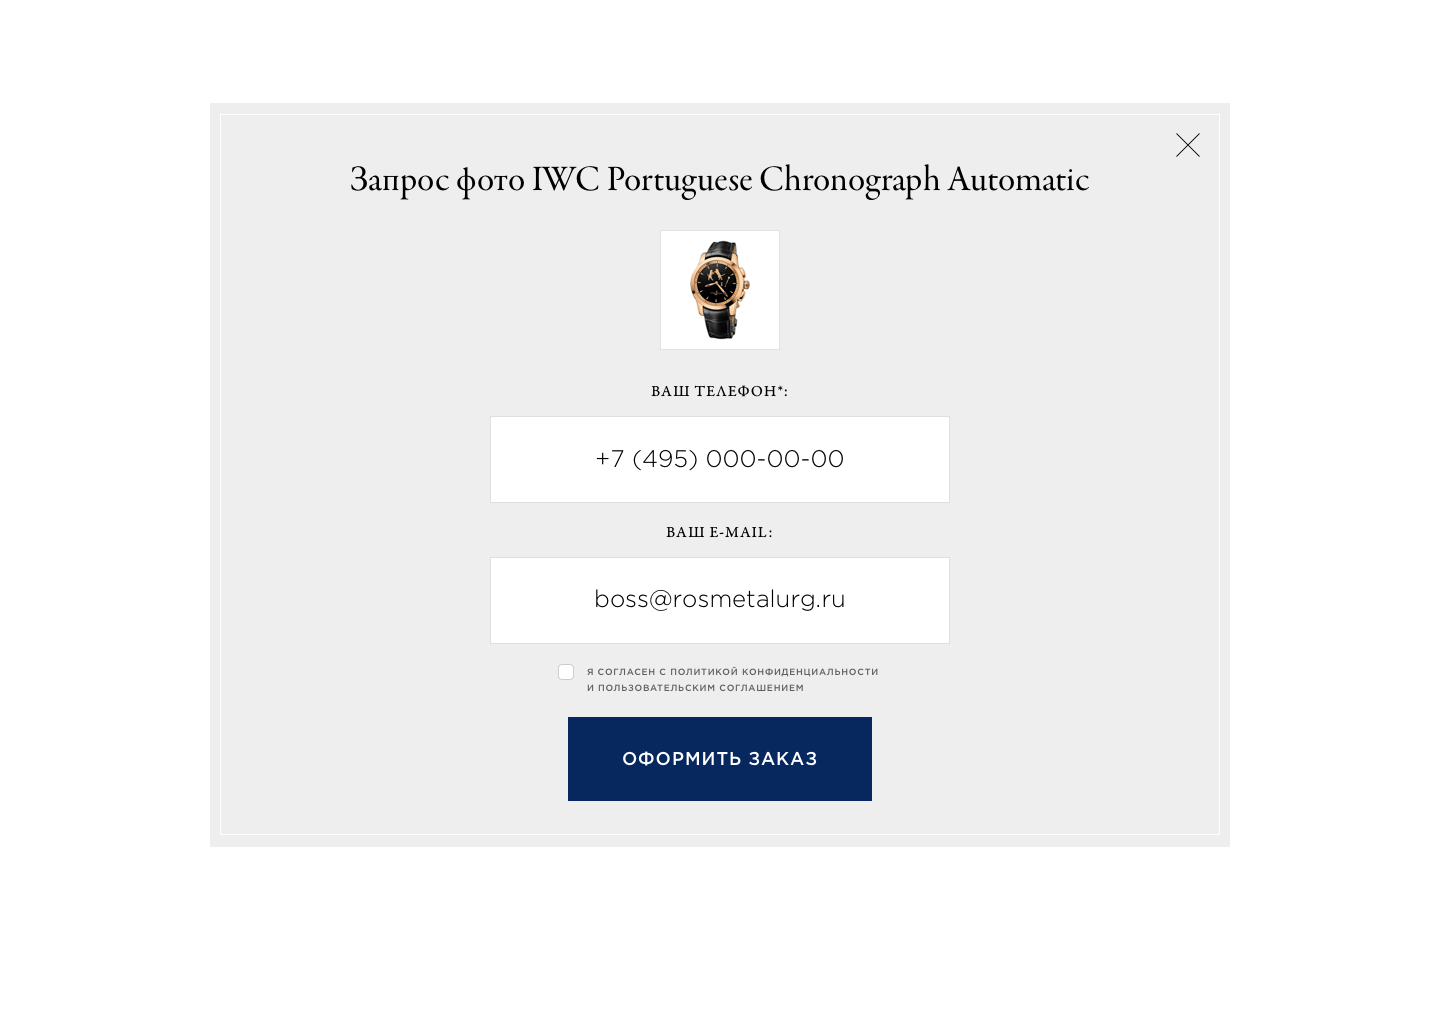 Запрос фото IWC Portuguese Chronograph Automatic
ВАШ ТЕЛЕФОН*:
+7 (495) 000-00-00
ВАШ E-MAIL:
boss@rosmetalurg.ru
Я СОГЛАСЕН С ПОЛИТИКОЙ КОНФИДЕНЦИАЛЬНОСТИ
И ПОЛЬЗОВАТЕЛЬСКИМ СОГЛАШЕНИЕМ
ОФОРМИТЬ ЗАКАЗ